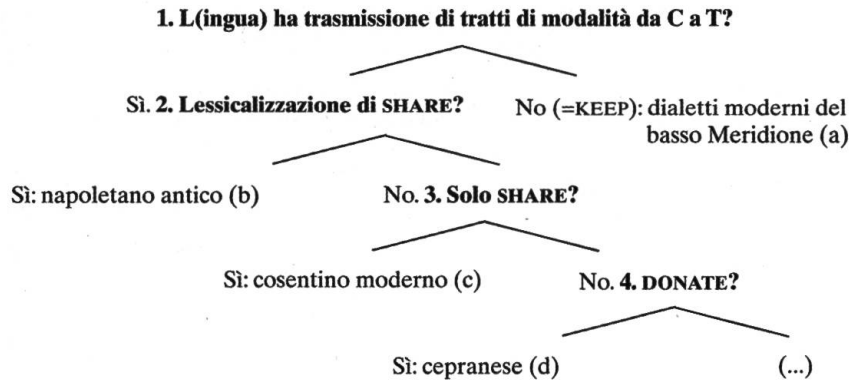 1. L(ingua) ha trasmissione di tratti di modalità da C a T?
Sì. 2. Lessicalizzazione di SHARE?
No (=KEEP): dialetti moderni del
basso Meridione (a)
Sì: napoletano antico (b)
No. 3. Solo SHARE?
Sì: cosentino moderno (c)
No. 4. DONATE?
Sì: cepranese (d)
(...)